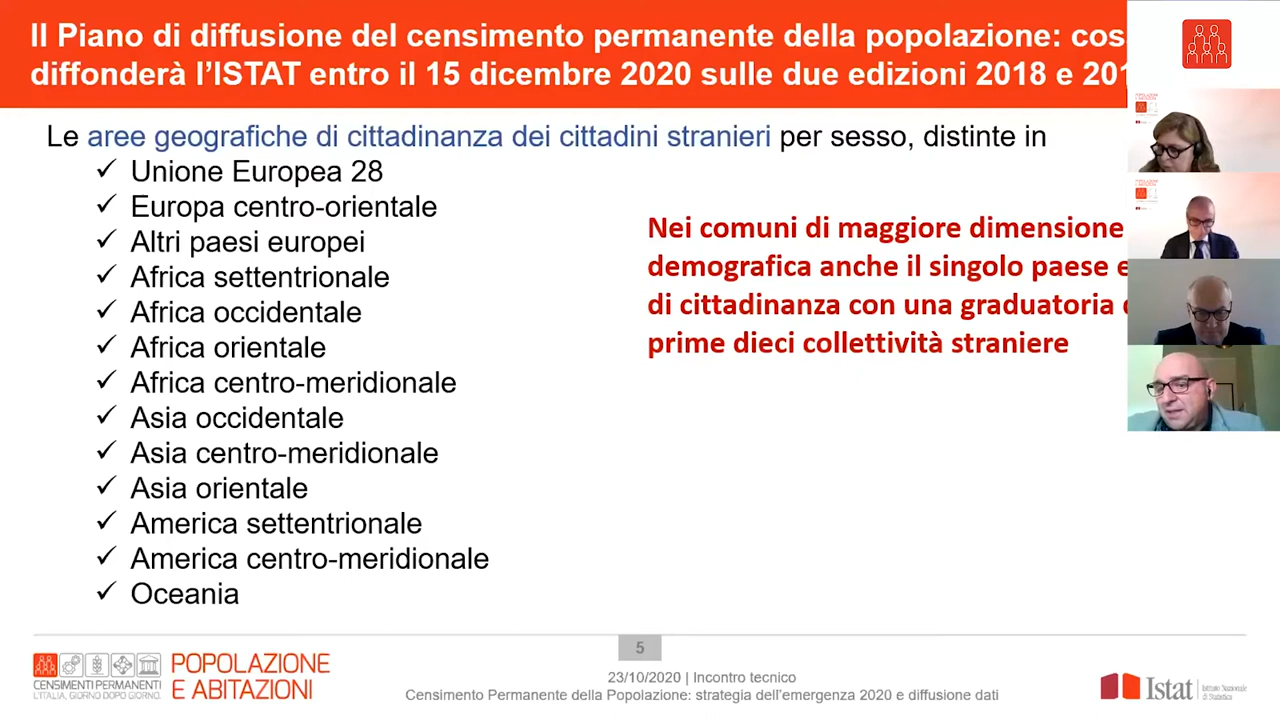 Il Piano di diffusione del censimento permanente della popolazione:
diffonderà l'ISTAT entro il 15 dicembre 2020 sulle due edizioni 2018 e
Le aree geografiche di cittadinanza dei cittadini stranieri per sesso, distinte in
✓ Unione Europea 28
✓ Europa centro-orientale
✓ Altri paesi europei
✓ Africa settentrionale
✓ Africa occidentale
✓ Africa orientale
✓ Africa centro-meridionale
✓ Asia occidentale
✓ Asia centro-meridionale
✓ Asia orientale
✓ America settentrionale
✓ America centro-meridionale
✓ Oceania
Nei comuni di maggiore dimensione
demografica anche il singolo paese
di cittadinanza con una graduatoria
prime dieci collettività straniere
5
23/10/2020 | Incontro tecnico
Censimento Permanente della Popolazione: strategia dell'emergenza 2020 e diffusione dati
CENSIMENTI PERMANENTI
L'ITALIA, GIORNO DOPO GIORNO.
POPOLAZIONE
E ABITAZIONI
Istat
Istituto Nazionale
di Statistica